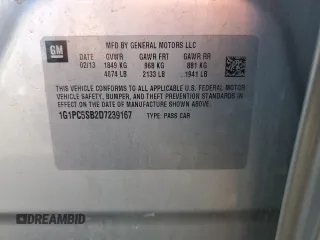 GM
MFD BY GENERAL MOTORS LLC
DATE GVWR GAWR FRT GAWR RR
02/13 1849 KG 968 KG 881 KG
4074 LB 2133 LB 1941 LB
THIS VEHICLE CONFORMS TO ALL APPLICABLE U.S. FEDERAL MOTOR
VEHICLE SAFETY, BUMPER, AND THEFT PREVENTION STANDARDS IN
EFFECT ON THE DATE OF MANUFACTURE SHOWN ABOVE.
1G1PC5SB2D7239167 TYPE: PASS CAR
DREAMBID